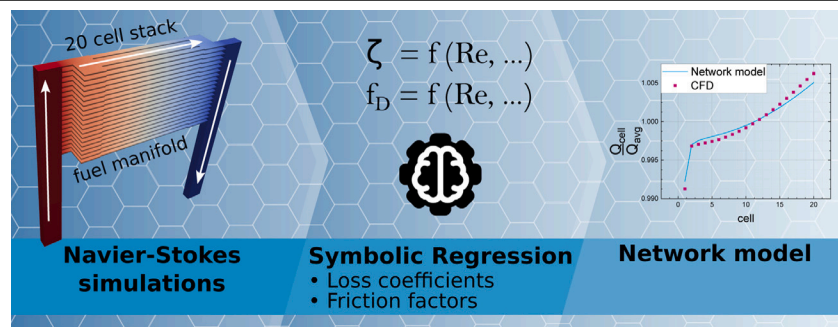 20 cell stack
fuel manifold
ζ = f (Re, ...)
f_D = f (Re, ...)
Network model
CFD
Q_cell
Q_avg
1.005
1.000
0.995
0.990
0 5 10 15 20
cell
Navier-Stokes
simulations
Symbolic Regression
• Loss coefficients
• Friction factors
Network model